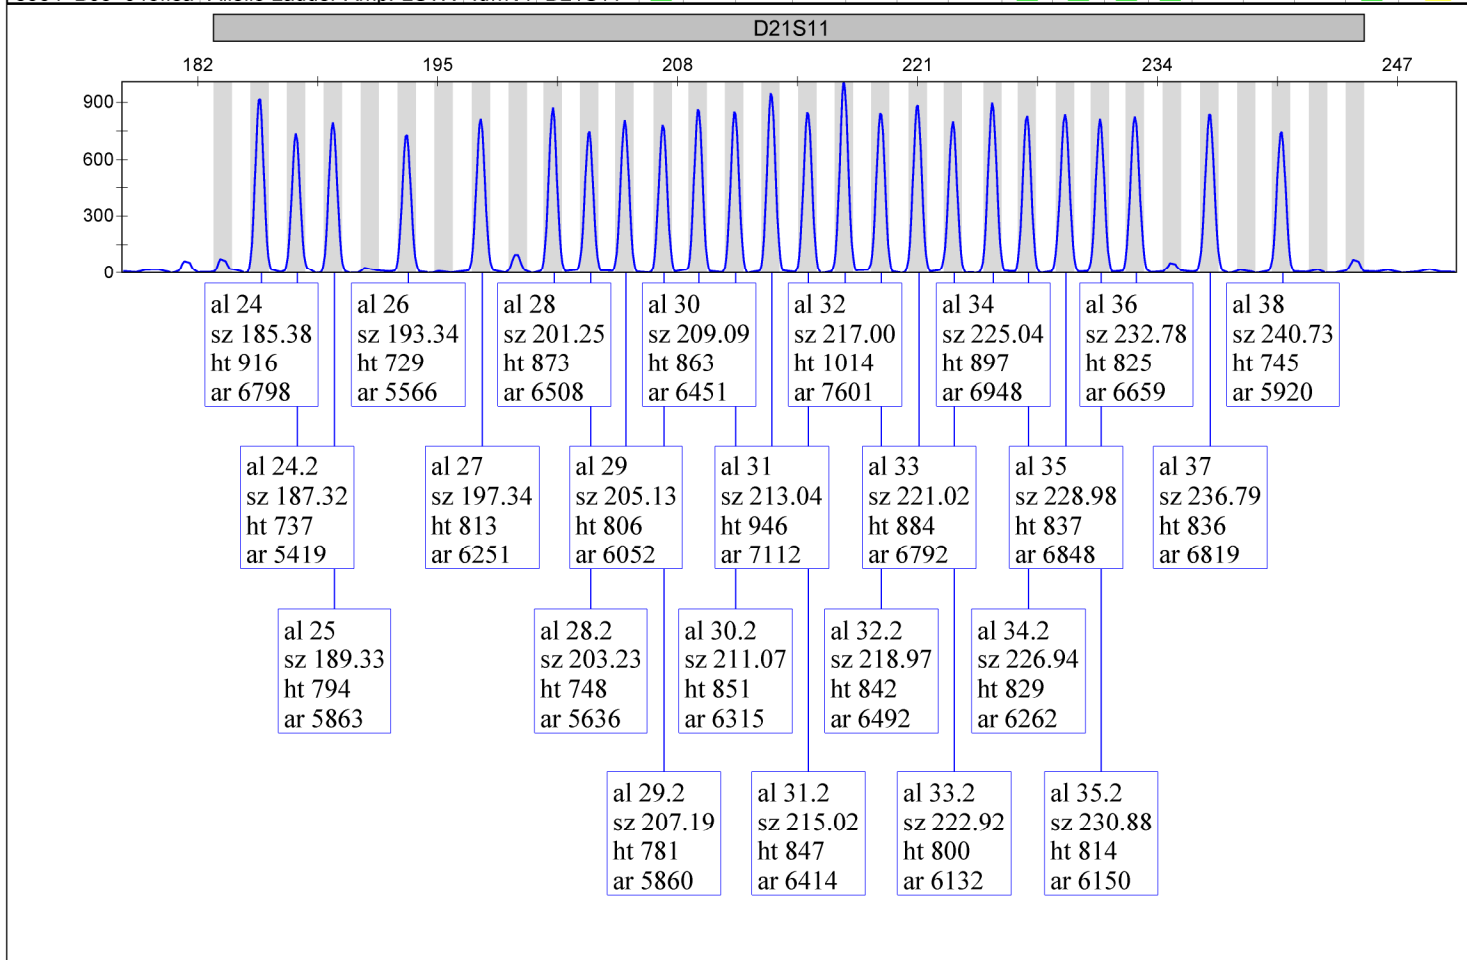 D21S11
182 195 208 221 234 247
900
600
300
0
al 24
sz 185.38
ht 916
ar 6798
al 26
sz 193.34
ht 729
ar 5566
al 28
sz 201.25
ht 873
ar 6508
al 30
sz 209.09
ht 863
ar 6451
al 32
sz 217.00
ht 1014
ar 7601
al 34
sz 225.04
ht 897
ar 6948
al 36
sz 232.78
ht 825
ar 6659
al 38
sz 240.73
ht 745
ar 5920
al 24.2
sz 187.32
ht 737
ar 5419
al 27
sz 197.34
ht 813
ar 6251
al 29
sz 205.13
ht 806
ar 6052
al 31
sz 213.04
ht 946
ar 7112
al 33
sz 221.02
ht 884
ar 6792
al 35
sz 228.98
ht 837
ar 6848
al 37
sz 236.79
ht 836
ar 6819
al 25
sz 189.33
ht 794
ar 5863
al 28.2
sz 203.23
ht 748
ar 5636
al 30.2
sz 211.07
ht 851
ar 6315
al 32.2
sz 218.97
ht 842
ar 6492
al 34.2
sz 226.94
ht 829
ar 6262
al 29.2
sz 207.19
ht 781
ar 5860
al 31.2
sz 215.02
ht 847
ar 6414
al 33.2
sz 222.92
ht 800
ar 6132
al 35.2
sz 230.88
ht 814
ar 6150